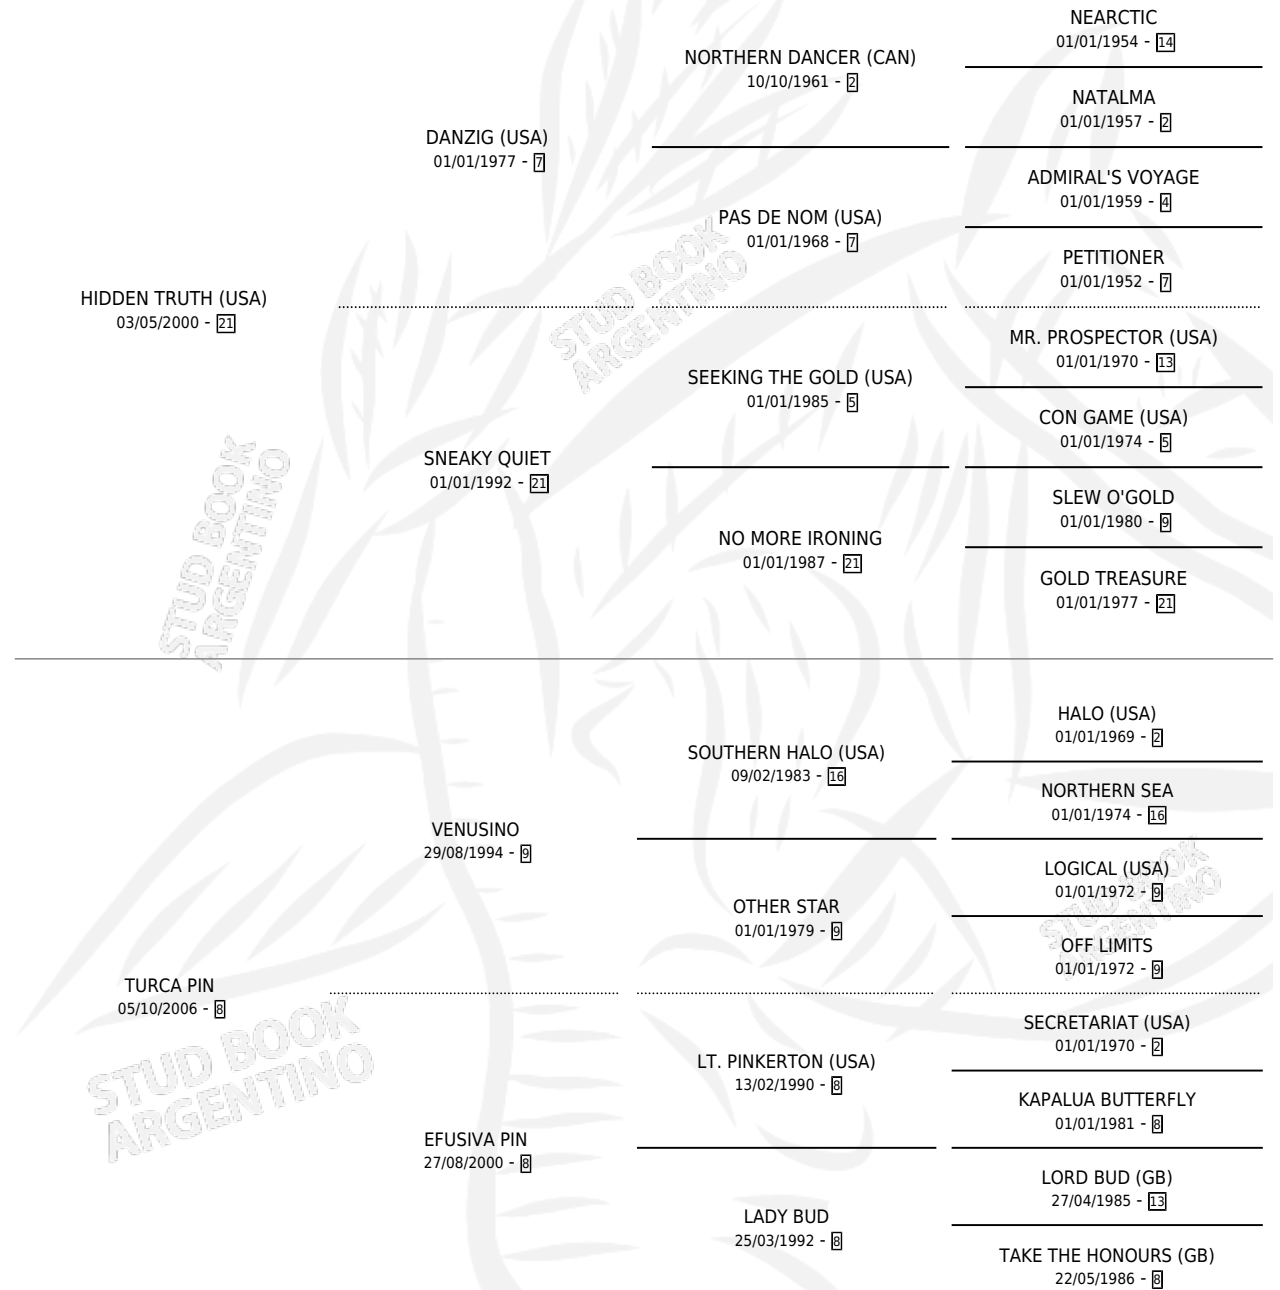 NEARCTIC
01/01/1954 - 14
NORTHERN DANCER (CAN)
10/10/1961 - 2
NATALMA
01/01/1957 - 2
DANZIG (USA)
01/01/1977 - 7
ADMIRAL'S VOYAGE
01/01/1959 - 4
PAS DE NOM (USA)
01/01/1968 - 7
PETITIONER
01/01/1952 - 7
HIDDEN TRUTH (USA)
03/05/2000 - 21
STUD BOOK
ARGENTINO
MR. PROSPECTOR (USA)
01/01/1970 - 13
SEEKING THE GOLD (USA)
01/01/1985 - 5
CON GAME (USA)
01/01/1974 - 5
SNEAKY QUIET
01/01/1992 - 21
SLEW O'GOLD
01/01/1980 - 9
NO MORE IRONING
01/01/1987 - 21
GOLD TREASURE
01/01/1977 - 21
STUD BOOK
ARGENTINO
HALO (USA)
01/01/1969 - 2
SOUTHERN HALO (USA)
09/02/1983 - 16
NORTHERN SEA
01/01/1974 - 16
VENUSINO
29/08/1994 - 9
LOGICAL (USA)
01/01/1972 - 9
OTHER STAR
01/01/1979 - 9
STUD BOOK
ARGENTINO
OFF LIMITS
01/01/1972 - 9
TURCA PIN
05/10/2006 - 8
STUD BOOK
ARGENTINO
SECRETARIAT (USA)
01/01/1970 - 2
LT. PINKERTON (USA)
13/02/1990 - 8
KAPALUA BUTTERFLY
01/01/1981 - 8
EFUSIVA PIN
27/08/2000 - 8
LORD BUD (GB)
27/04/1985 - 13
LADY BUD
25/03/1992 - 8
TAKE THE HONOURS (GB)
22/05/1986 - 8